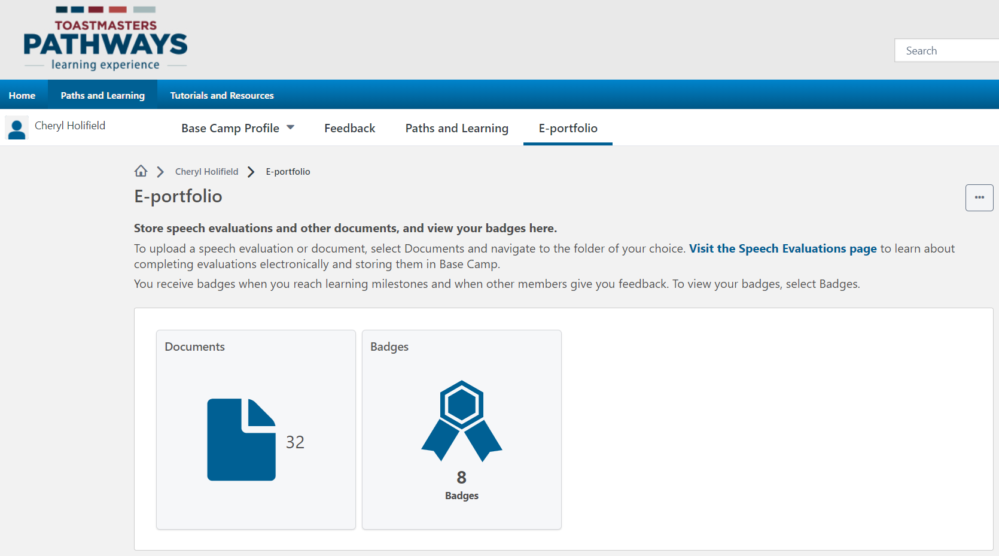 TOASTMASTERS
PATHWAYS
learning experience
Search
Home
Paths and Learning
Tutorials and Resources
Cheryl Holifield
Base Camp Profile
Feedback
Paths and Learning
E-portfolio
Cheryl Holifield
E-portfolio
E-portfolio
Store speech evaluations and other documents, and view your badges here.
To upload a speech evaluation or document, select Documents and navigate to the folder of your choice. Visit the Speech Evaluations page to learn about
completing evaluations electronically and storing them in Base Camp.
You receive badges when you reach learning milestones and when other members give you feedback. To view your badges, select Badges.
Documents
32
Badges
8
Badges